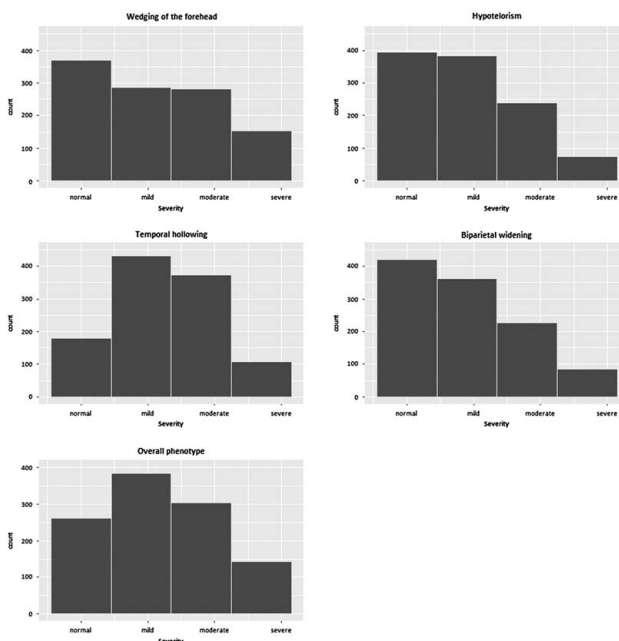 Wedging of the forehead
400
300
200
100
0
count
normal mild moderate severe
Severity
Hypotelorism
400
300
200
100
0
count
normal mild moderate severe
Severity
Temporal hollowing
400
300
200
100
0
count
normal mild moderate severe
Severity
Biparietal widening
400
300
200
100
0
count
normal mild moderate severe
Severity
Overall phenotype
400
300
200
100
0
count
normal mild moderate severe
Severity